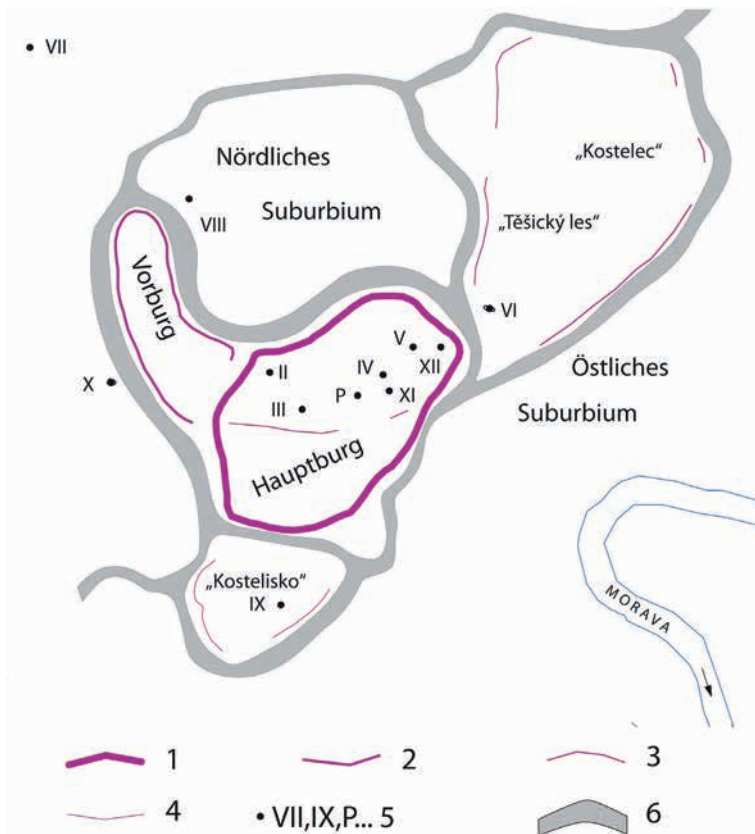 VII
Nördliches
Suburbium
„Kostelec“
„Těšický les“
VIII
Vorburg
VI
V
XII
II
IV
X
P
XI
III
Östliches
Suburbium
Hauptburg
„Kostelisko“
IX
MORAVA
1
2
3
4
VII,IX,P... 5
6